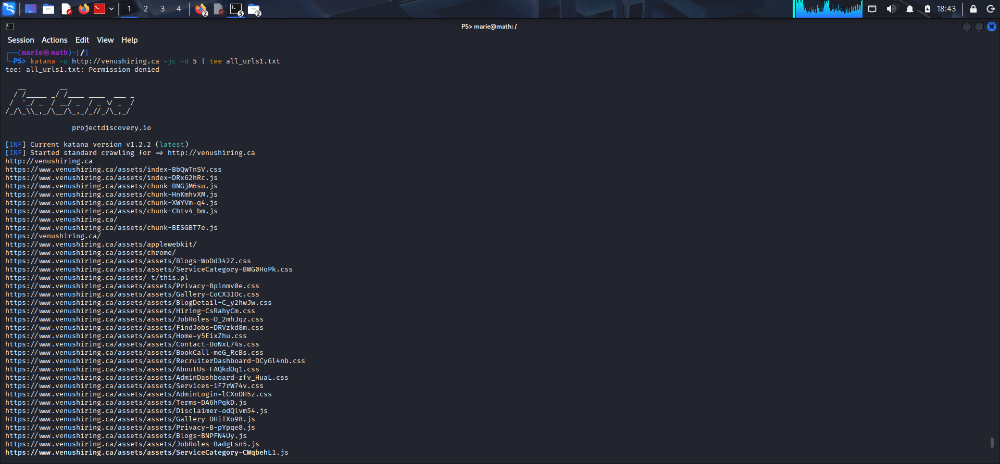 1 2 3 4 2 5 2 18:43
PS> marie@math: /
Session Actions Edit View Help
┌──(marie㉿math)-[/]
└─PS> katana -u http://venushiring.ca -jc -d 5 | tee all_urls1.txt
tee: all_urls1.txt: Permission denied
katana
projectdiscovery.io
[INF] Current katana version v1.2.2 (latest)
[INF] Started standard crawling for => http://venushiring.ca
http://venushiring.ca
https://www.venushiring.ca/assets/index-BbQwTnSV.css
https://www.venushiring.ca/assets/index-DRx62hRc.js
https://www.venushiring.ca/assets/chunk-BNGjM6su.js
https://www.venushiring.ca/assets/chunk-HnKmhvXM.js
https://www.venushiring.ca/assets/chunk-XWYVm-q4.js
https://www.venushiring.ca/assets/chunk-Chtv4_bm.js
https://www.venushiring.ca/
https://www.venushiring.ca/assets/chunk-BESGBT7e.js
https://venushiring.ca/
https://www.venushiring.ca/assets/applewebkit/
https://www.venushiring.ca/assets/chrome/
https://www.venushiring.ca/assets/assets/Blogs-WoDd342Z.css
https://www.venushiring.ca/assets/assets/ServiceCategory-BWG0HoPk.css
https://www.venushiring.ca/assets/-t/this.pl
https://www.venushiring.ca/assets/assets/Privacy-Bpinmv0e.css
https://www.venushiring.ca/assets/assets/Gallery-CoCX3IOc.css
https://www.venushiring.ca/assets/assets/BlogDetail-C_y2hwJw.css
https://www.venushiring.ca/assets/assets/Hiring-CsRahyCm.css
https://www.venushiring.ca/assets/assets/JobRoles-O_2mhJqz.css
https://www.venushiring.ca/assets/assets/FindJobs-DRVzkd8m.css
https://www.venushiring.ca/assets/assets/Home-y5EixZhu.css
https://www.venushiring.ca/assets/assets/Contact-DoNxL74s.css
https://www.venushiring.ca/assets/assets/BookCall-meG_RcBs.css
https://www.venushiring.ca/assets/assets/RecruiterDashboard-DCyGl4nb.css
https://www.venushiring.ca/assets/assets/AboutUs-FAQkdOq1.css
https://www.venushiring.ca/assets/assets/AdminDashboard-zfv_HuaL.css
https://www.venushiring.ca/assets/assets/Services-1F7rW74v.css
https://www.venushiring.ca/assets/assets/AdminLogin-lCXnDH5z.css
https://www.venushiring.ca/assets/assets/Terms-DA6hPqkD.js
https://www.venushiring.ca/assets/assets/Disclaimer-odQlvm54.js
https://www.venushiring.ca/assets/assets/Gallery-DHiTXo98.js
https://www.venushiring.ca/assets/assets/Privacy-B-pYpqe8.js
https://www.venushiring.ca/assets/assets/Blogs-BNPFN4Uy.js
https://www.venushiring.ca/assets/assets/JobRoles-BadgLsn5.js
https://www.venushiring.ca/assets/assets/ServiceCategory-CWqbehL1.js